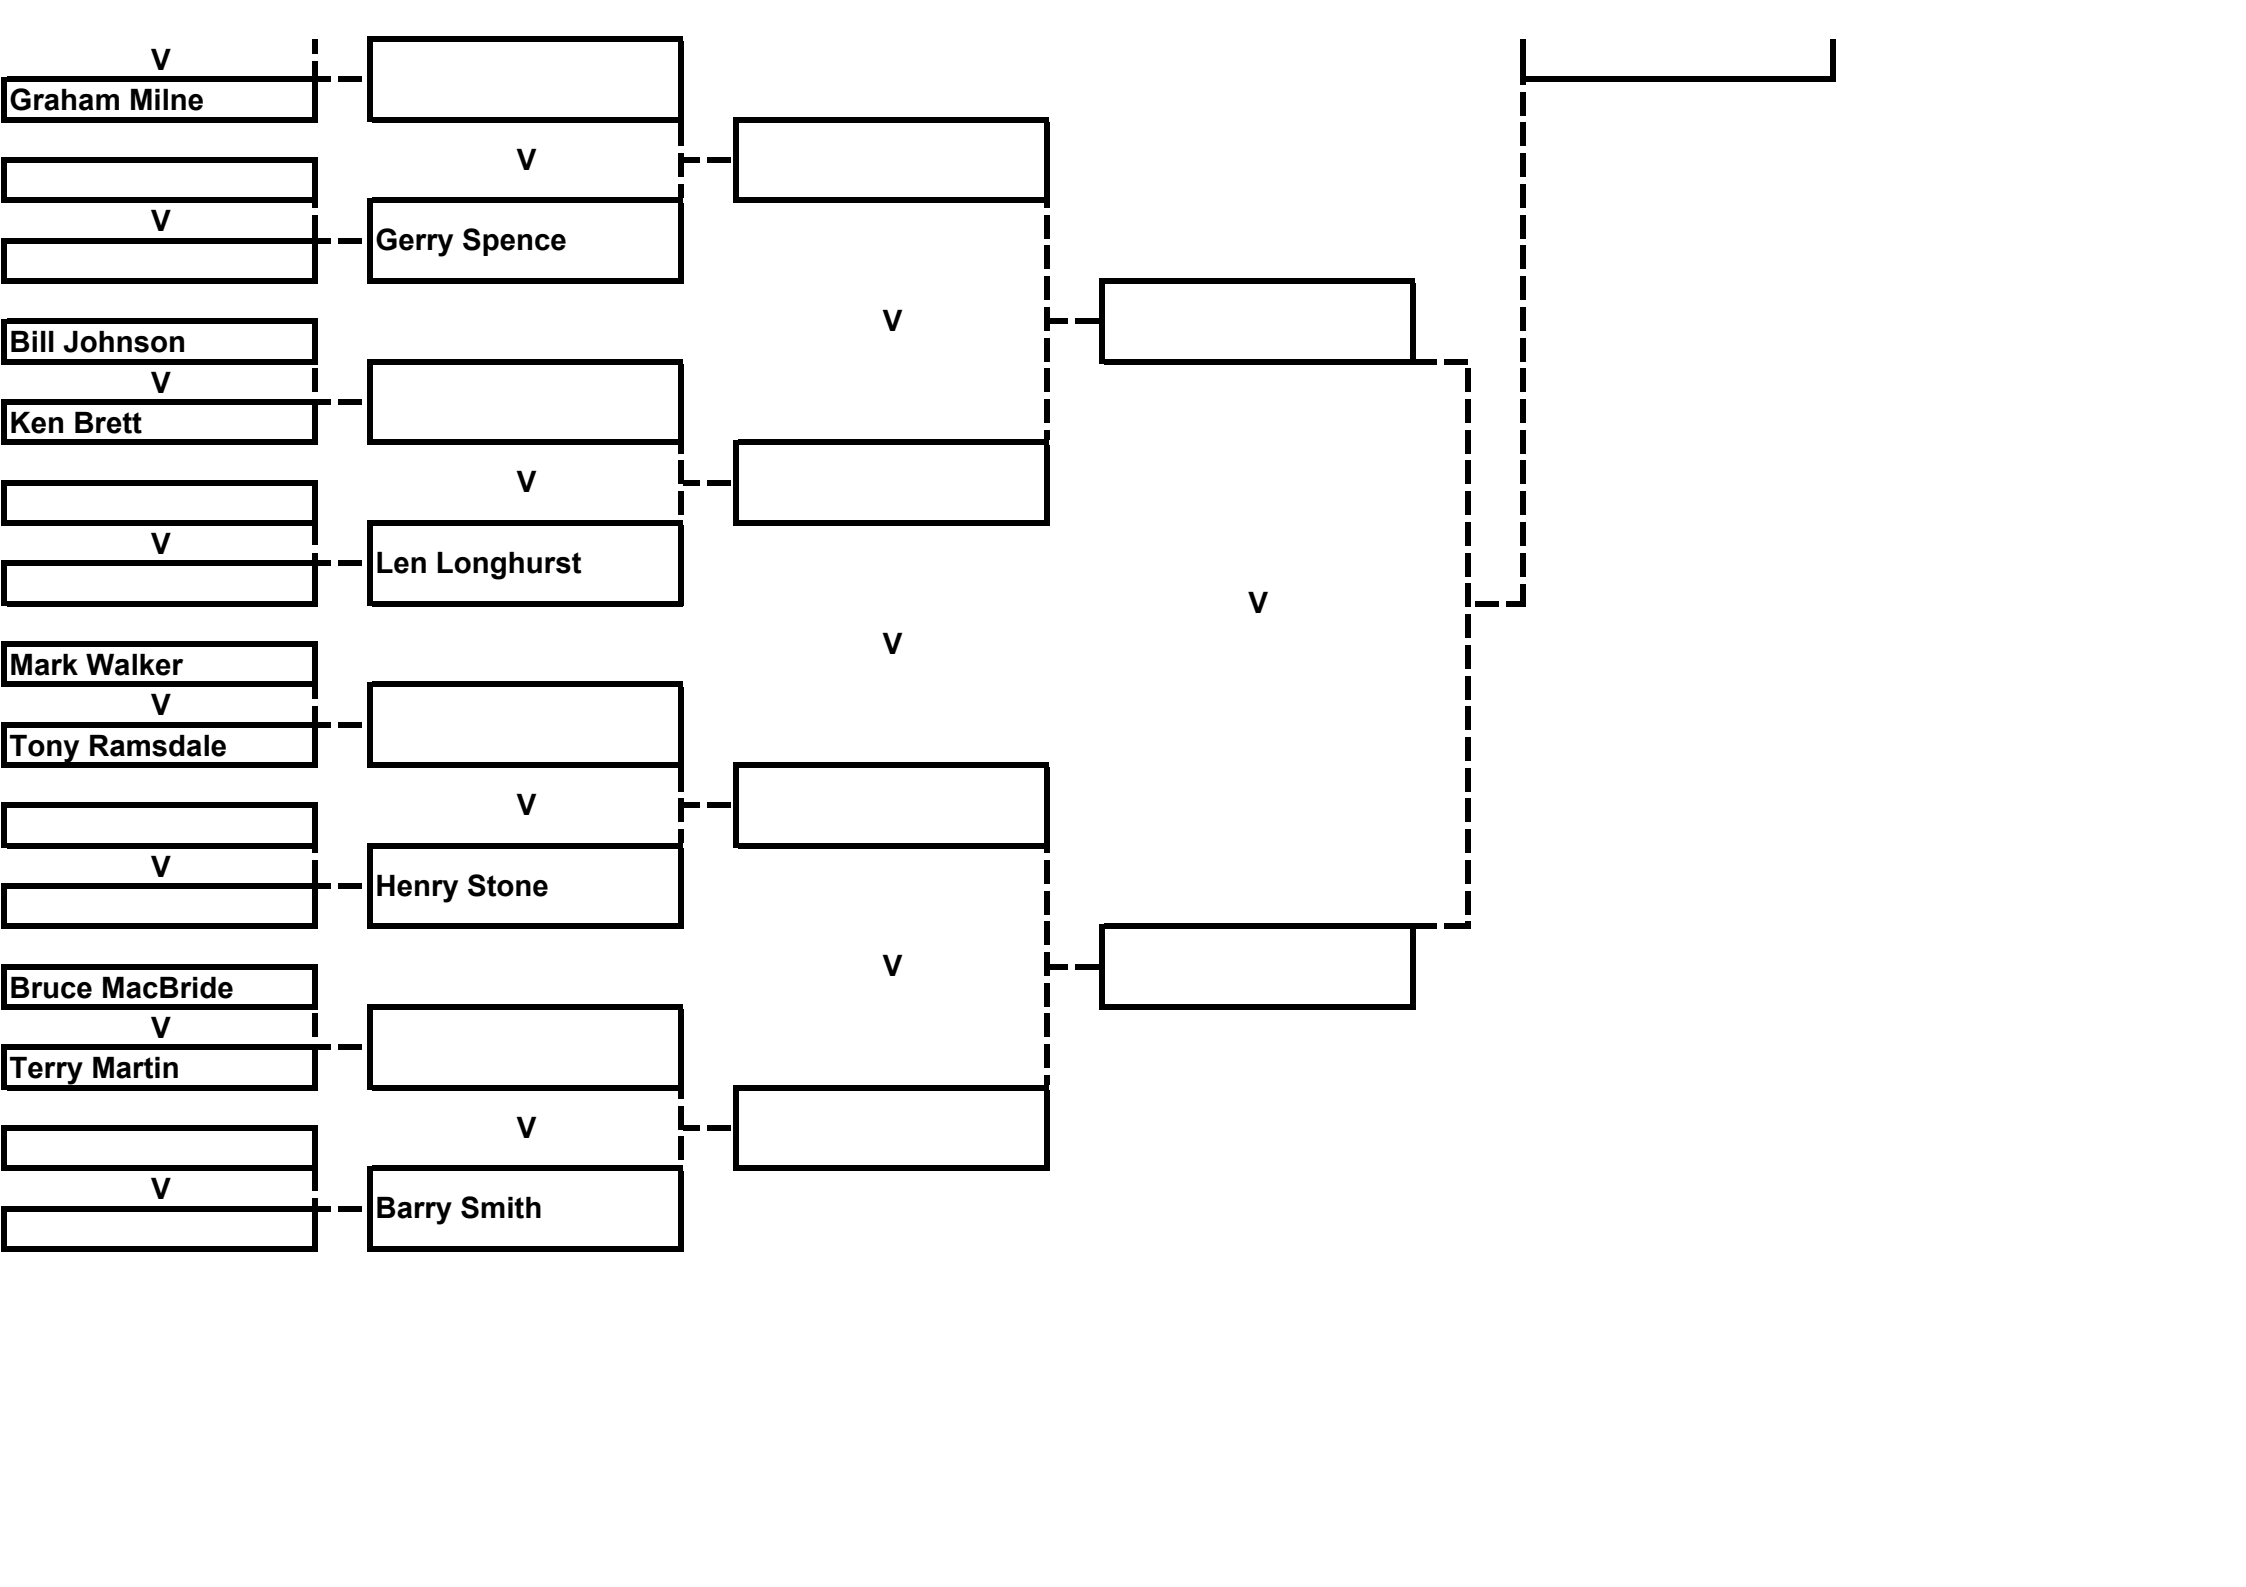 V
Graham Milne
V
V
Gerry Spence
V
Bill Johnson
V
Ken Brett
V
V
Len Longhurst
V
V
Mark Walker
V
Tony Ramsdale
V
V
Henry Stone
V
Bruce MacBride
V
Terry Martin
V
V
Barry Smith